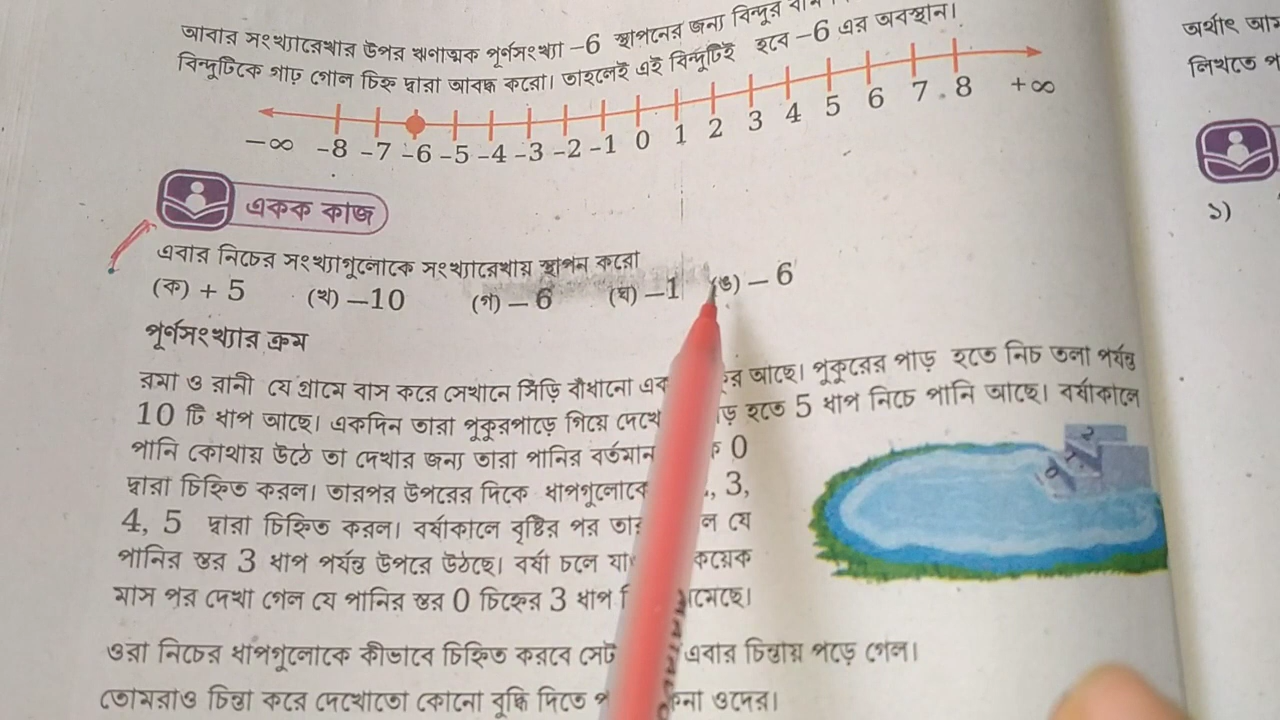 আবার সংখ্যারেখার উপর ঋণাত্মক পূর্ণসংখ্যা –6 স্থাপনের জন্য বিন্দুর
বিন্দুটিকে গাঢ় গোল চিহ্ন দ্বারা আবদ্ধ করো। তাহলেই এই বিন্দুটিই হবে –6 এর অবস্থান।
–∞ -8 -7 -6 -5 -4 -3 -2 -1 0 1 2 3 4 5 6 7 . 8 +∞
একক কাজ
এবার নিচের সংখ্যাগুলোকে সংখ্যারেখায় স্থাপন করো
(ক) + 5 (খ) –10 (গ) – 6 (ঘ) –1 (ঙ) – 6
পূর্ণসংখ্যার ক্রম
রমা ও রানী যে গ্রামে বাস করে সেখানে সিঁড়ি বাঁধানো আছে। পুকুরের পাড় হতে নিচ তলা পর্যন্ত
10 টি ধাপ আছে। একদিন তারা পুকুরপাড়ে গিয়ে দেখে হতে 5 ধাপ নিচে পানি আছে। বর্ষাকালে
পানি কোথায় উঠে তা দেখার জন্য তারা পানির বর্তমান 0
দ্বারা চিহ্নিত করল। তারপর উপরের দিকে ধাপগুলোকে 3,
4, 5 দ্বারা চিহ্নিত করল। বর্ষাকালে বৃষ্টির পর যে
পানির স্তর 3 ধাপ পর্যন্ত উপরে উঠেছে। বর্ষা চলে কয়েক
মাস পর দেখা গেল যে পানির স্তর 0 চিহ্নের 3 ধাপ
ওরা নিচের ধাপগুলোকে কীভাবে চিহ্নিত করবে এবার চিন্তায় পড়ে গেল।
তোমরাও চিন্তা করে দেখোতো কোনো বুদ্ধি দিতে ওদের।
অর্থাৎ
লিখতে
১)